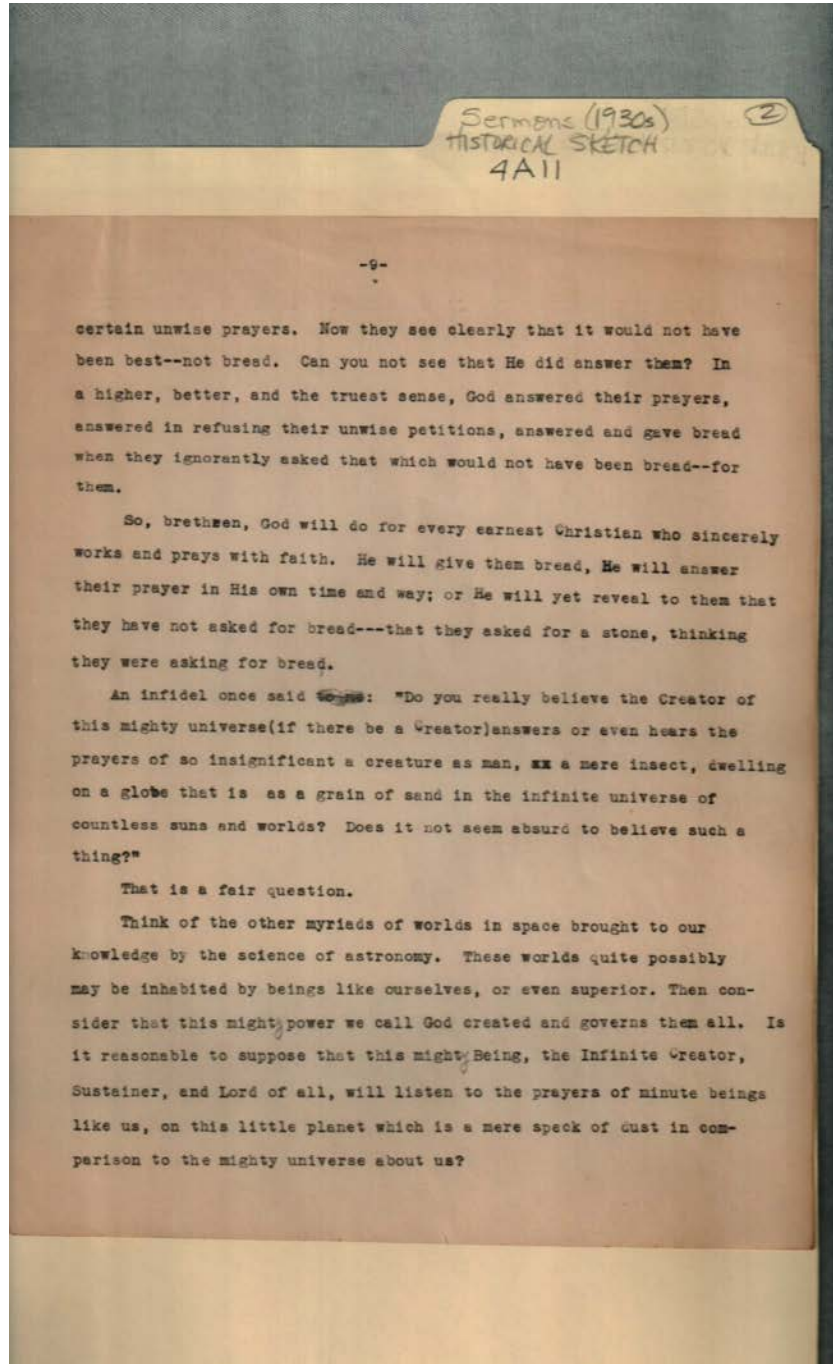 Sermons (1930s) 2
HISTORICAL SKETCH
4A11
-9-
certain unwise prayers. Now they see clearly that it would not have
been best--not bread. Can you not see that He did answer them? In
a higher, better, and the truest sense, God answered their prayers,
answered in refusing their unwise petitions, answered and gave bread
when they ignorantly asked that which would not have been bread--for
them.
So, brethren, God will do for every earnest Christian who sincerely
works and prays with faith. He will give them bread, He will answer
their prayer in His own time and way; or He will yet reveal to them that
they have not asked for bread---that they asked for a stone, thinking
they were asking for bread.
An infidel once said to me: "Do you really believe the Creator of
this mighty universe(if there be a Creator)answers or even hears the
prayers of so insignificant a creature as man, xx a mere insect, dwelling
on a globe that is as a grain of sand in the infinite universe of
countless suns and worlds? Does it not seem absurd to believe such a
thing?"
That is a fair question.
Think of the other myriads of worlds in space brought to our
knowledge by the science of astronomy. These worlds quite possibly
may be inhabited by beings like ourselves, or even superior. Then con-
sider that this mighty power we call God created and governs them all. Is
it reasonable to suppose that this mighty Being, the Infinite Creator,
Sustainer, and Lord of all, will listen to the prayers of minute beings
like us, on this little planet which is a mere speck of dust in com-
parison to the mighty universe about us?